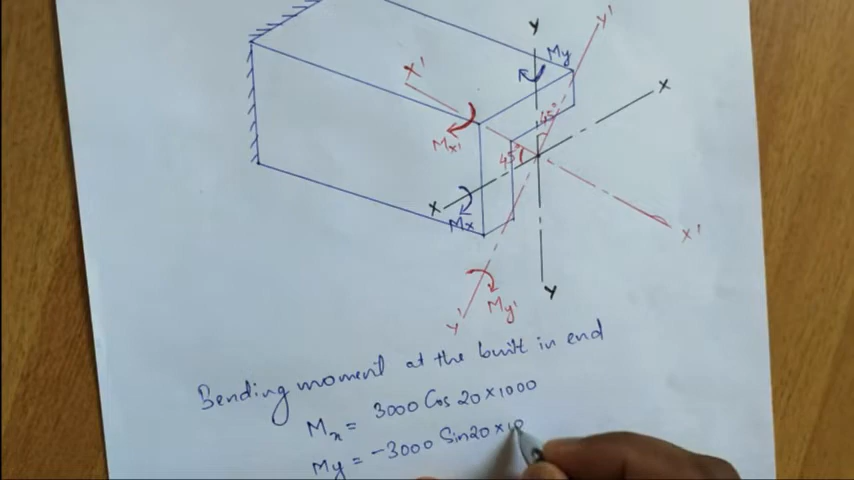 Y
Y'
My
X'
X
45°
Mx'
45°
X
Mx
X'
My'
Y
Y'
Bending moment at the built in end
Mx = 3000 Cos 20 × 1000
My = -3000 Sin20 × 10